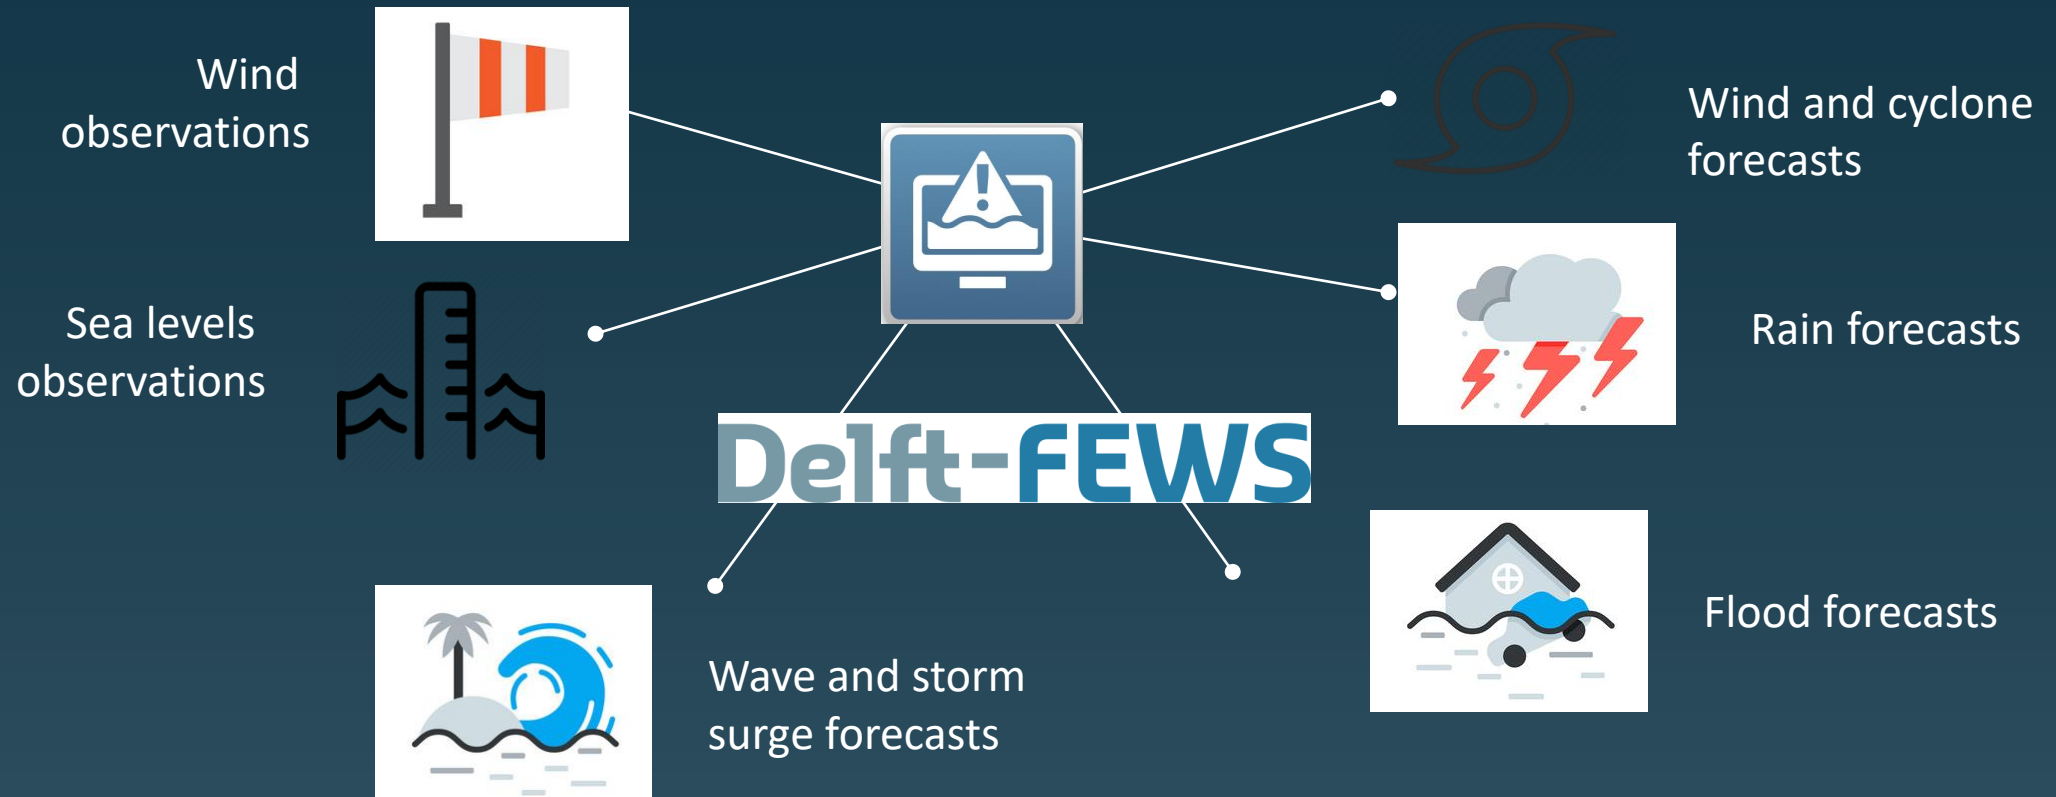 Wind
observations
Wind and cyclone
forecasts
Sea levels
observations
Rain forecasts
Delft-FEWS
Flood forecasts
Wave and storm
surge forecasts